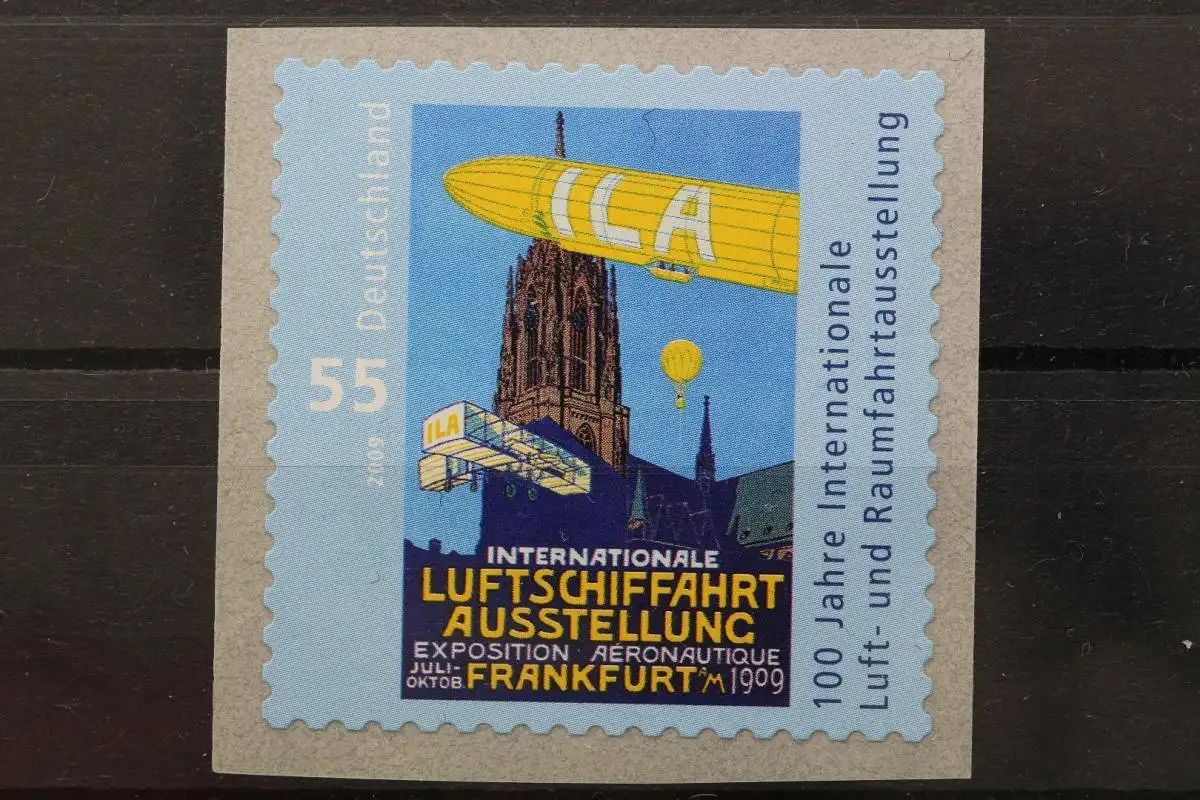 55 Deutschland
2009
ILA
ILA
INTERNATIONALE
LUFTSCHIFFAHRT
AUSSTELLUNG
EXPOSITION AÉRONAUTIQUE
JULI-
OKTOB. FRANKFURT A/M 1909
100 Jahre Internationale
Luft- und Raumfahrtausstellung